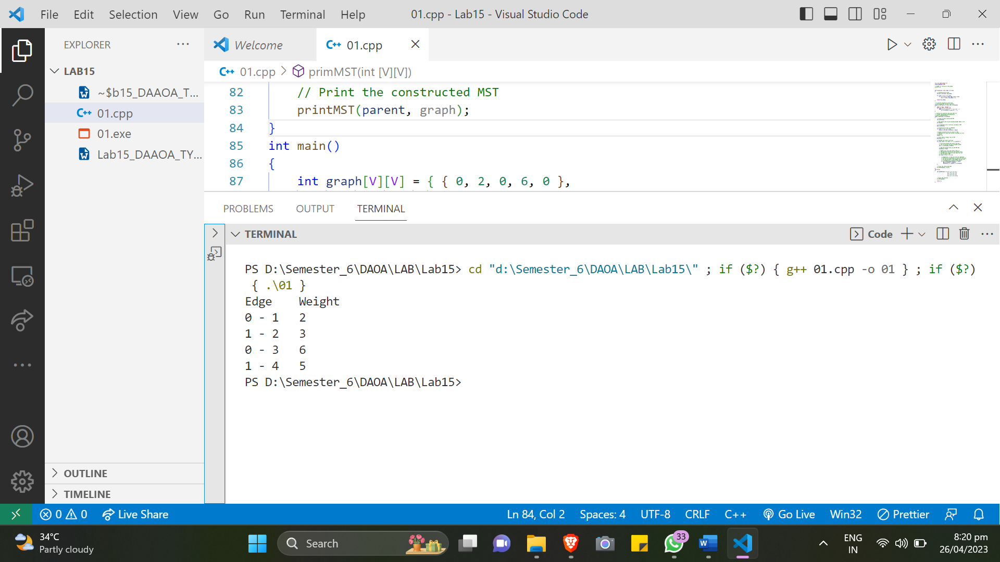 File Edit Selection View Go Run Terminal Help
01.cpp - Lab15 - Visual Studio Code
EXPLORER
LAB15
~$b15_DAAOA_T...
01.cpp
01.exe
Lab15_DAAOA_TY...
OUTLINE
TIMELINE
Welcome
01.cpp
01.cpp > primMST(int [V][V])
82 // Print the constructed MST
83 printMST(parent, graph);
84 }
85 int main()
86 {
87 int graph[V][V] = { { 0, 2, 0, 6, 0 },
PROBLEMS OUTPUT TERMINAL
TERMINAL
Code
PS D:\Semester_6\DAOA\LAB\Lab15> cd "d:\Semester_6\DAOA\LAB\Lab15\" ; if ($?) { g++ 01.cpp -o 01 } ; if ($?)
{ .\01 }
Edge Weight
0 - 1 2
1 - 2 3
0 - 3 6
1 - 4 5
PS D:\Semester_6\DAOA\LAB\Lab15>
0 0 Live Share
Ln 84, Col 2 Spaces: 4 UTF-8 CRLF C++ Go Live Win32 Prettier
34°C
Partly cloudy
Search
33
ENG
IN
8:20 pm
26/04/2023